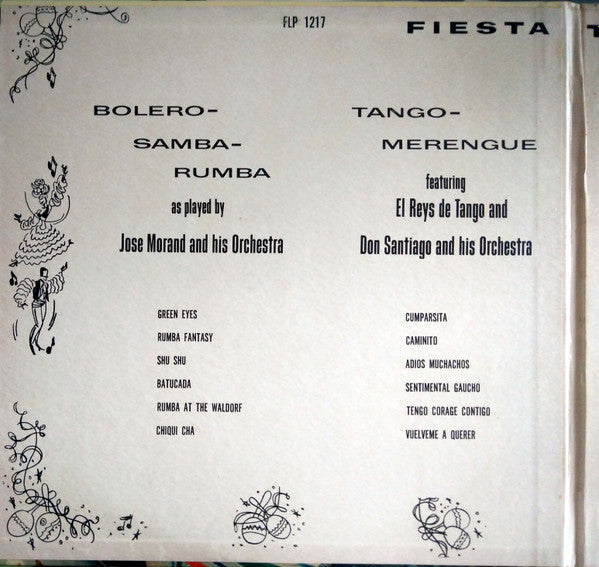 FLP 1217
FIESTA
BOLERO-
SAMBA-
RUMBA
as played by
Jose Morand and his Orchestra
GREEN EYES
RUMBA FANTASY
SHU SHU
BATUCADA
RUMBA AT THE WALDORF
CHIQUI CHA
TANGO-
MERENGUE
featuring
El Reys de Tango and
Don Santiago and his Orchestra
CUMPARSITA
CAMINITO
ADIOS MUCHACHOS
SENTIMENTAL GAUCHO
TENGO CORAGE CONTIGO
VUELVEME A QUERER